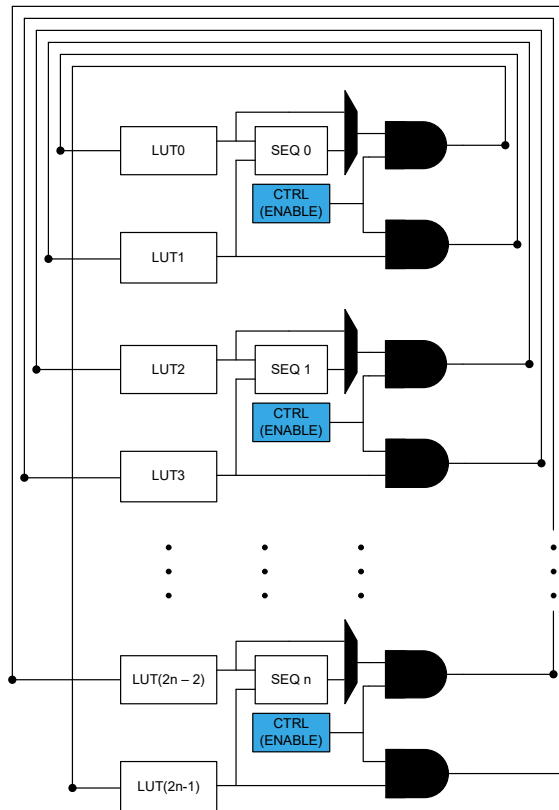 LUT0
SEQ 0
CTRL
(ENABLE)
LUT1
LUT2
SEQ 1
CTRL
(ENABLE)
LUT3
LUT(2n – 2)
SEQ n
CTRL
(ENABLE)
LUT(2n-1)